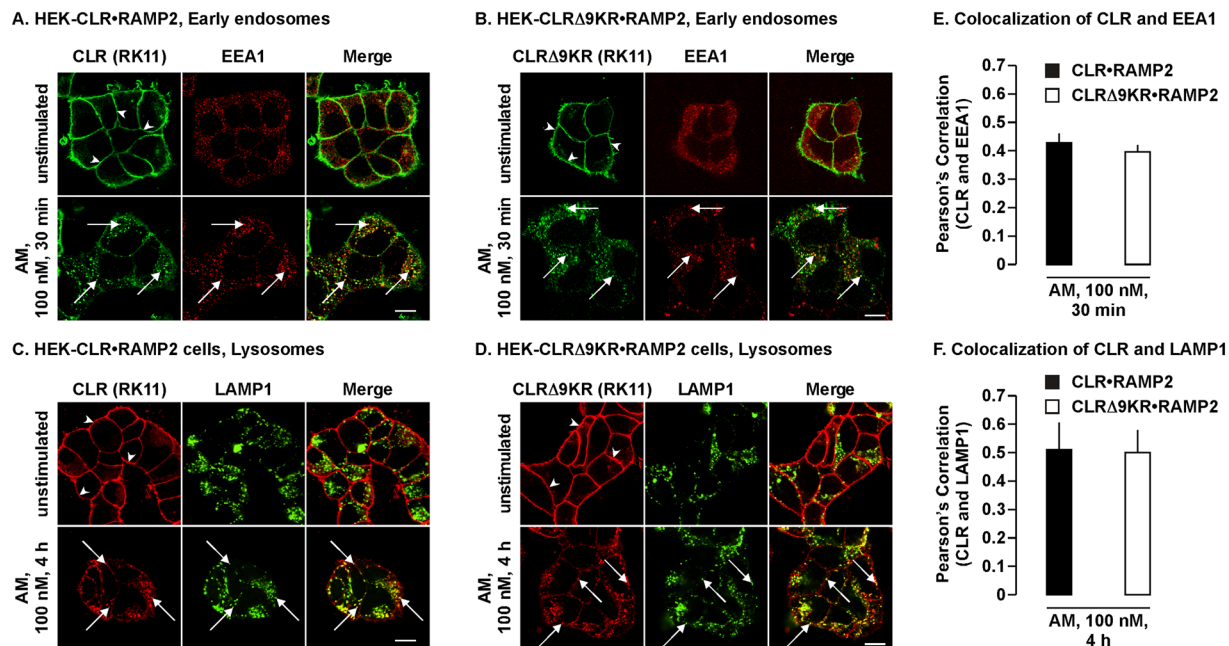 A. HEK-CLR•RAMP2, Early endosomes
CLR (RK11) EEA1 Merge
unstimulated
AM,
100 nM, 30 min
B. HEK-CLRΔ9KR•RAMP2, Early endosomes
CLRΔ9KR (RK11) EEA1 Merge
unstimulated
AM,
100 nM, 30 min
C. HEK-CLR•RAMP2 cells, Lysosomes
CLR (RK11) LAMP1 Merge
unstimulated
AM,
100 nM, 4 h
D. HEK-CLRΔ9KR•RAMP2 cells, Lysosomes
CLRΔ9KR (RK11) LAMP1 Merge
unstimulated
AM,
100 nM, 4 h
E. Colocalization of CLR and EEA1
Pearson's Correlation
(CLR and EEA1)
0.7
0.6
0.5
0.4
0.3
0.2
0.1
0
CLR•RAMP2
CLRΔ9KR•RAMP2
AM, 100 nM,
30 min
F. Colocalization of CLR and LAMP1
Pearson's Correlation
(CLR and LAMP1)
0.7
0.6
0.5
0.4
0.3
0.2
0.1
0
CLR•RAMP2
CLRΔ9KR•RAMP2
AM, 100 nM,
4 h